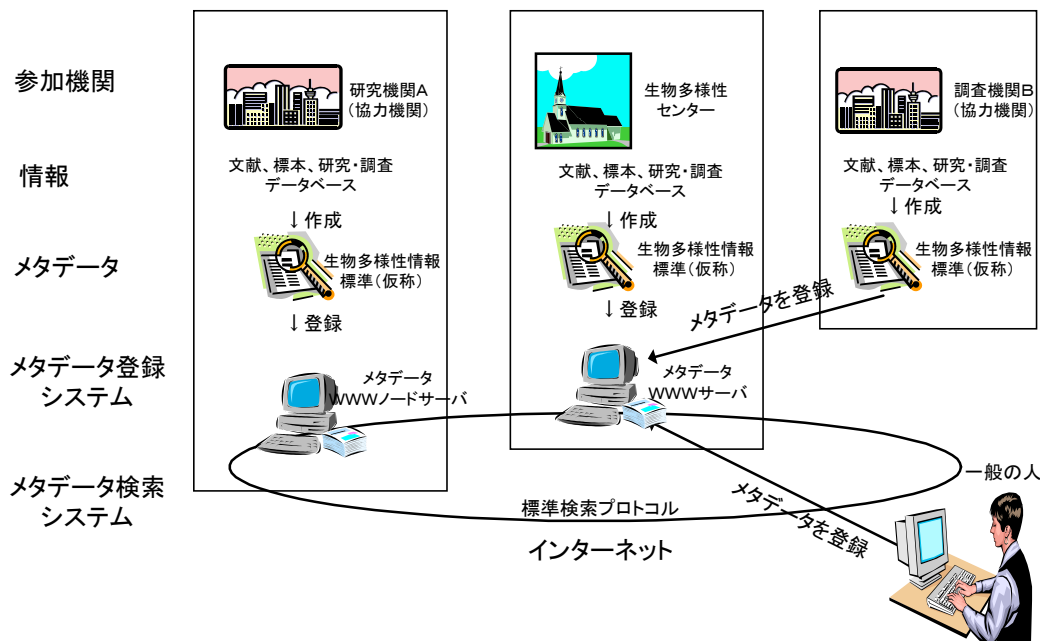 参加機関
研究機関A
(協力機関)
生物多様性
センター
調査機関B
(協力機関)
情報
文献、標本、研究・調査
データベース
文献、標本、研究・調査
データベース
文献、標本、研究・調査
データベース
↓作成
↓作成
↓作成
メタデータ
生物多様性情報
標準(仮称)
生物多様性情報
標準(仮称)
生物多様性情報
標準(仮称)
↓登録
↓登録
メタデータを登録
メタデータ登録
システム
メタデータ
WWWノードサーバ
メタデータ
WWWサーバ
メタデータ検索
システム
標準検索プロトコル
インターネット
メタデータを登録
一般の人